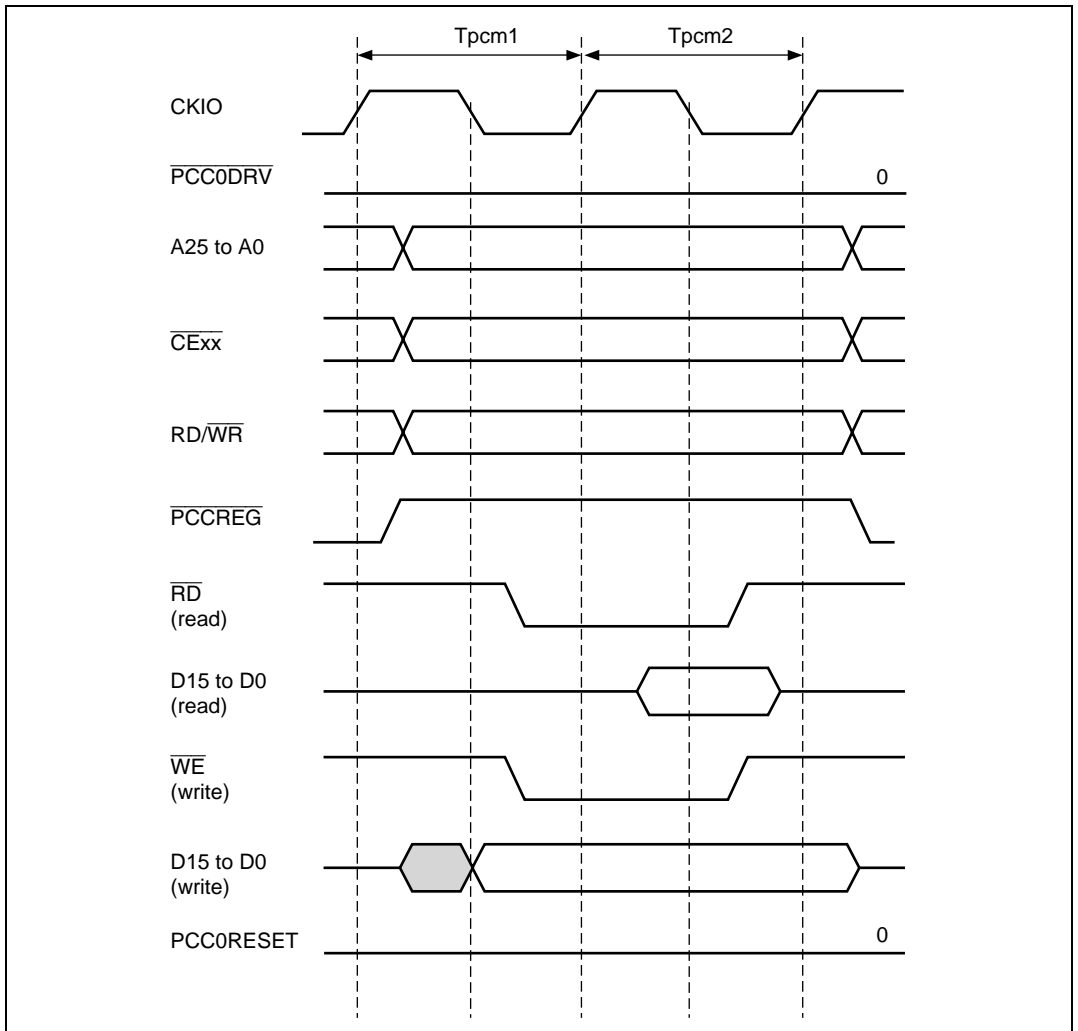 Tpcm1 Tpcm2
CKIO
PCC0DRV
0
A25 to A0
CExx
RD/WR
PCCREG
RD
(read)
D15 to D0
(read)
WE
(write)
D15 to D0
(write)
PCC0RESET
0